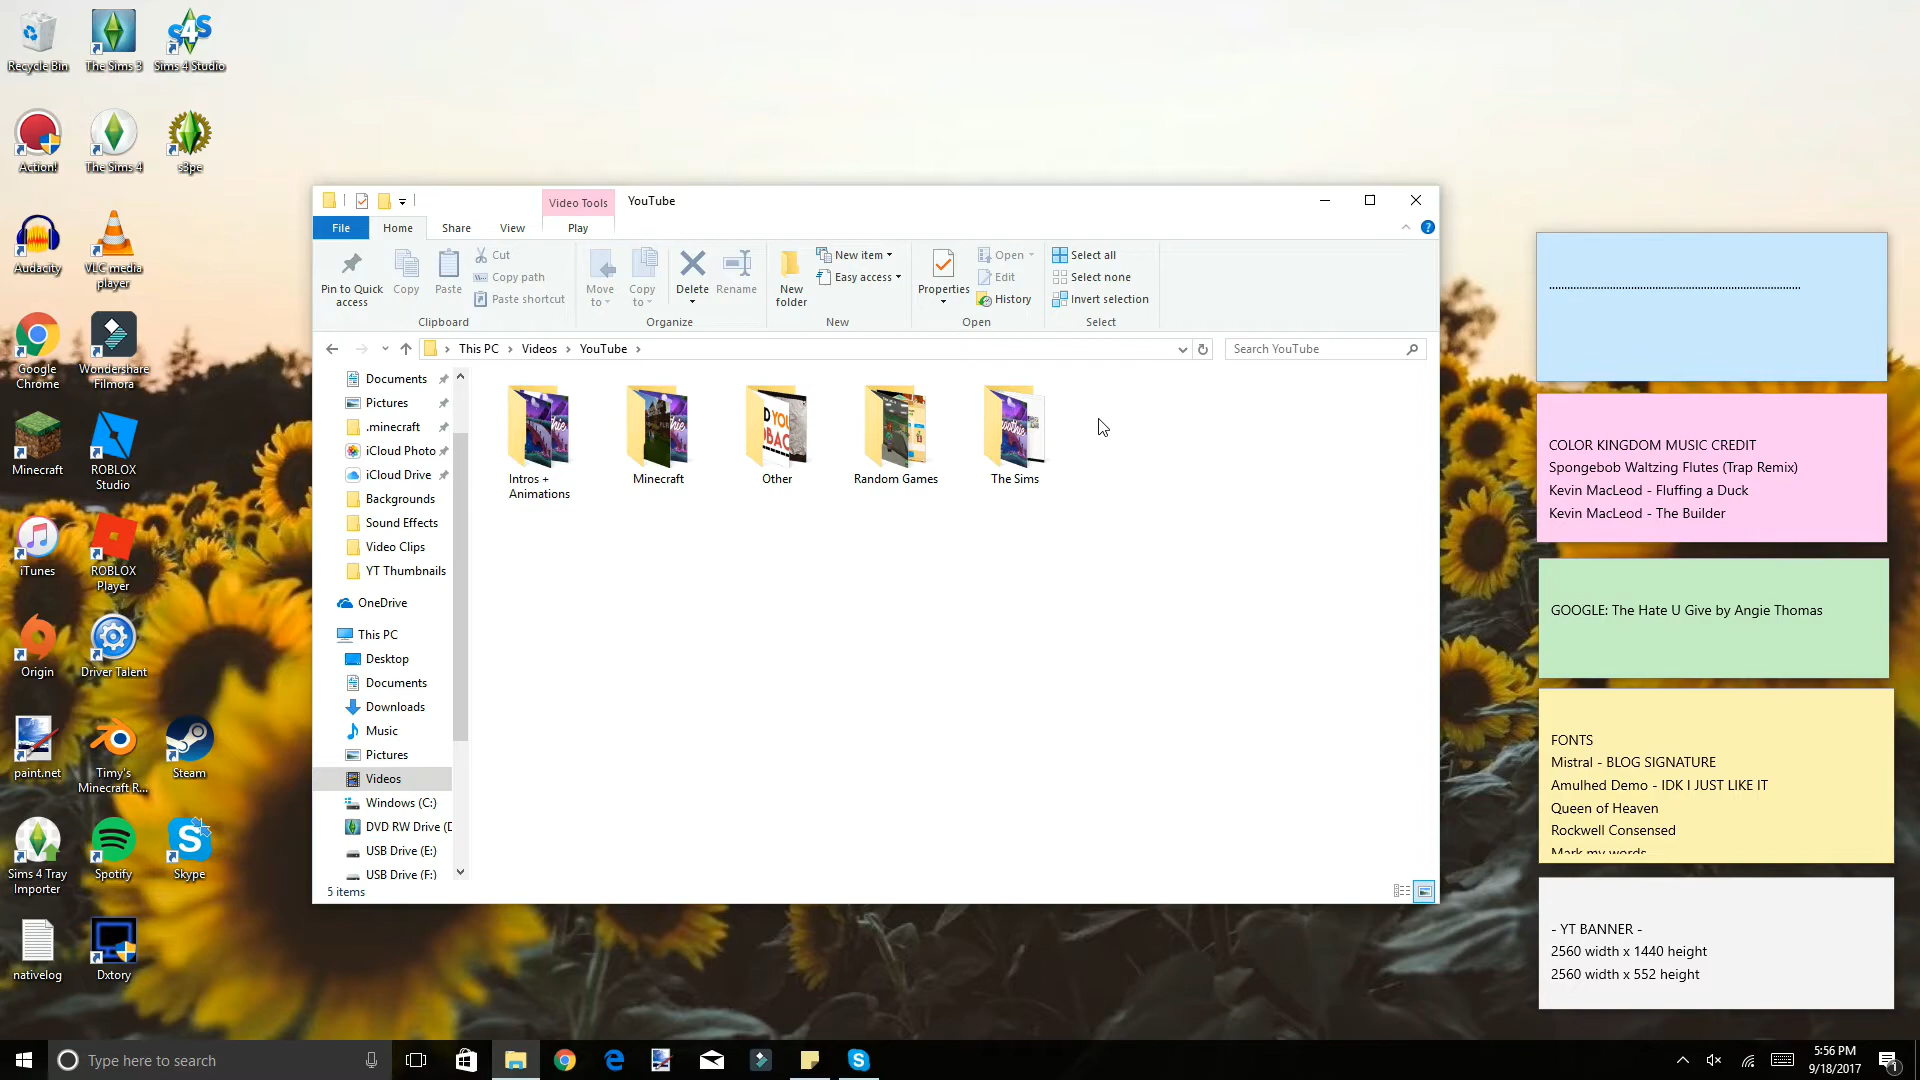 Recycle Bin
The Sims 3
Sims 4 Studio
Action!
The Sims 4
s3pe
Audacity
VLC media
player
Google
Chrome
Wondershare
Filmora
Minecraft
ROBLOX
Studio
iTunes
ROBLOX
Player
Origin
Driver Talent
paint.net
Timy's
Minecraft R...
Steam
Sims 4 Tray
Importer
Spotify
Skype
nativelog
Dxtory
Video Tools
YouTube
File
Home
Share
View
Play
Pin to Quick
access
Copy
Paste
Cut
Copy path
Paste shortcut
Clipboard
Move
to
Copy
to
Delete
Rename
Organize
New
folder
New item
Easy access
New
Properties
Open
Edit
History
Open
Select all
Select none
Invert selection
Select
This PC
Videos
YouTube
Search YouTube
Documents
Pictures
.minecraft
iCloud Photo
iCloud Drive
Backgrounds
Sound Effects
Video Clips
YT Thumbnails
OneDrive
This PC
Desktop
Documents
Downloads
Music
Pictures
Videos
Windows (C:)
DVD RW Drive (D
USB Drive (E:)
USB Drive (F:)
Intros +
Animations
Minecraft
Other
Random Games
The Sims
5 items
COLOR KINGDOM MUSIC CREDIT
Spongebob Waltzing Flutes (Trap Remix)
Kevin MacLeod - Fluffing a Duck
Kevin MacLeod - The Builder
GOOGLE: The Hate U Give by Angie Thomas
FONTS
Mistral - BLOG SIGNATURE
Amulhed Demo - IDK I JUST LIKE IT
Queen of Heaven
Rockwell Consensed
Mark my words
- YT BANNER -
2560 width x 1440 height
2560 width x 552 height
Type here to search
5:56 PM
9/18/2017
1